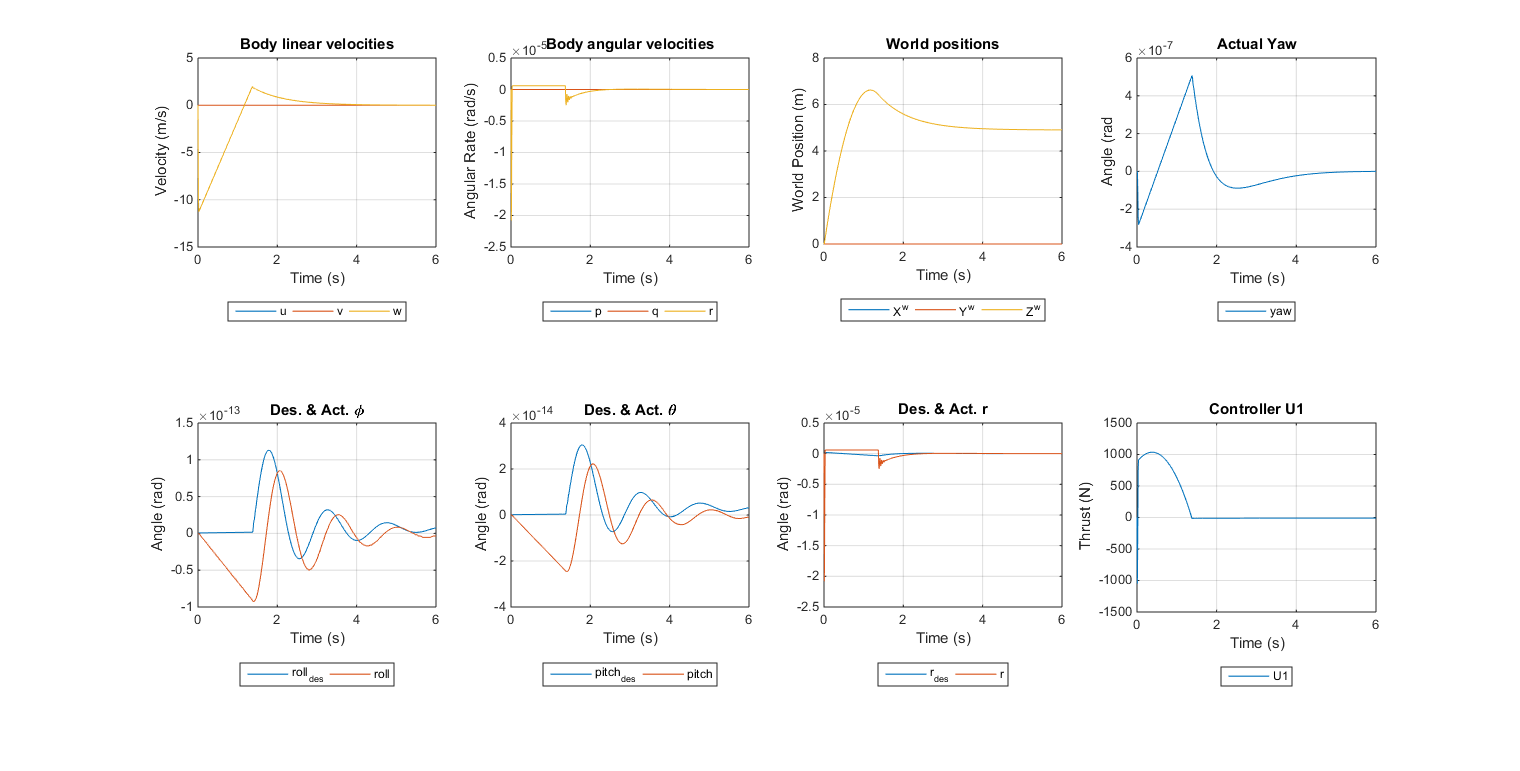 Body linear velocities
5
0
-5
-10
-15
Velocity (m/s)
0 2 4 6
Time (s)
u v w
×10-5
Body angular velocities
0.5
0
-0.5
-1
-1.5
-2
-2.5
Angular Rate (rad/s)
0 2 4 6
Time (s)
p q r
World positions
8
6
4
2
0
World Position (m)
0 2 4 6
Time (s)
Xw Yw Zw
Actual Yaw
×10-7
6
4
2
0
-2
-4
Angle (rad
0 2 4 6
Time (s)
yaw
Des. & Act. ϕ
×10-13
1.5
1
0.5
0
-0.5
-1
Angle (rad)
0 2 4 6
Time (s)
rolldes roll
Des. & Act. θ
×10-14
4
2
0
-2
-4
Angle (rad)
0 2 4 6
Time (s)
pitchdes pitch
Des. & Act. r
×10-5
0.5
0
-0.5
-1
-1.5
-2
-2.5
Angle (rad)
0 2 4 6
Time (s)
rdes r
Controller U1
1500
1000
500
0
-500
-1000
-1500
Thrust (N)
0 2 4 6
Time (s)
U1